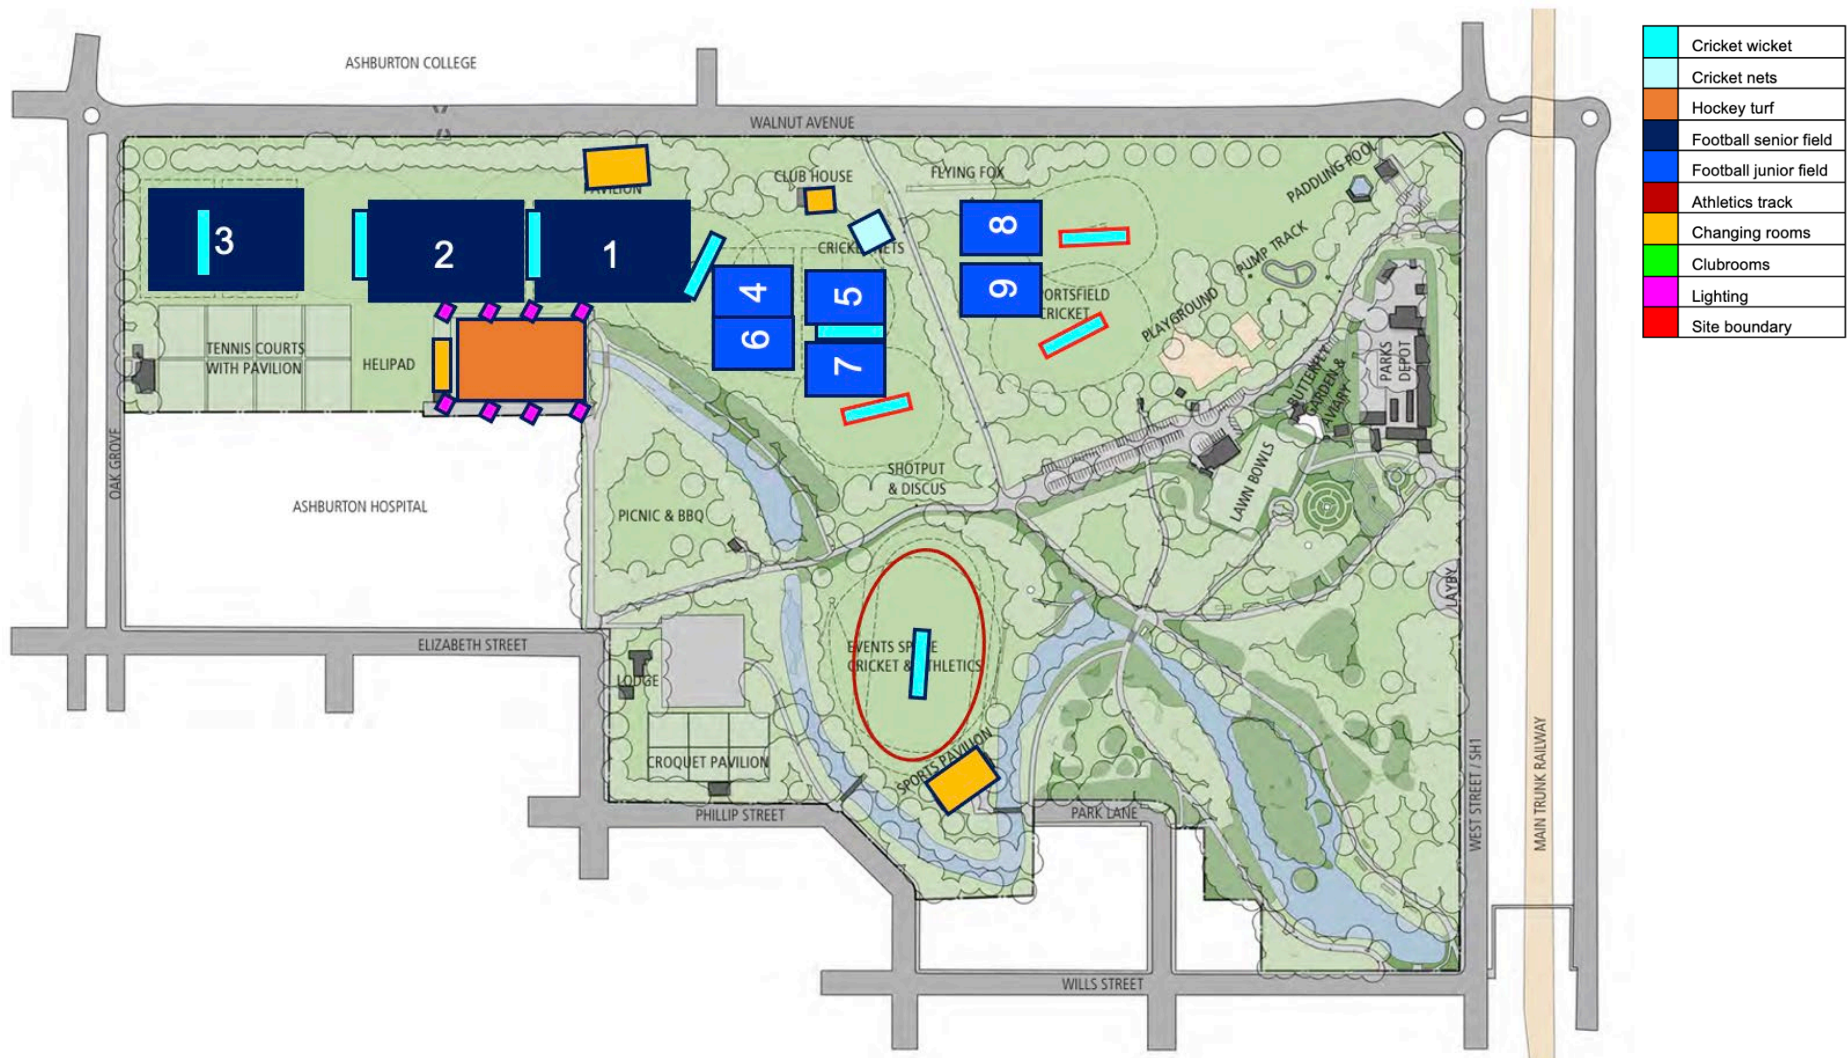 ASHBURTON COLLEGE
WALNUT AVENUE
PAVILION
CLUB HOUSE
FLYING FOX
PADDLING POOL
3
2
1
CRICKET NETS
8
9
4
5
6
7
PUMP TRACK
PLAYGROUND
SPORTSFIELD
CRICKET
TENNIS COURTS
WITH PAVILION
HELIPAD
BUTTERFLY
GARDEN &
AVIARY
PARKS
DEPOT
OAK GROVE
ASHBURTON HOSPITAL
SHOTPUT
& DISCUS
PICNIC & BBQ
LAWN BOWLS
LAYBY
ELIZABETH STREET
EVENTS SPACE
CRICKET & ATHLETICS
LODGE
CROQUET PAVILION
SPORTS PAVILION
PHILLIP STREET
PARK LANE
WEST STREET / SH1
MAIN TRUNK RAILWAY
WILLS STREET
Cricket wicket
Cricket nets
Hockey turf
Football senior field
Football junior field
Athletics track
Changing rooms
Clubrooms
Lighting
Site boundary